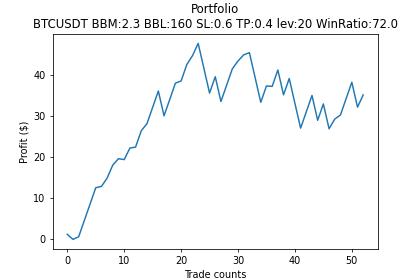 Portfolio
BTCUSDT BBM:2.3 BBL:160 SL:0.6 TP:0.4 lev:20 WinRatio:72.0
Profit ($)
40
30
20
10
0
0 10 20 30 40 50
Trade counts